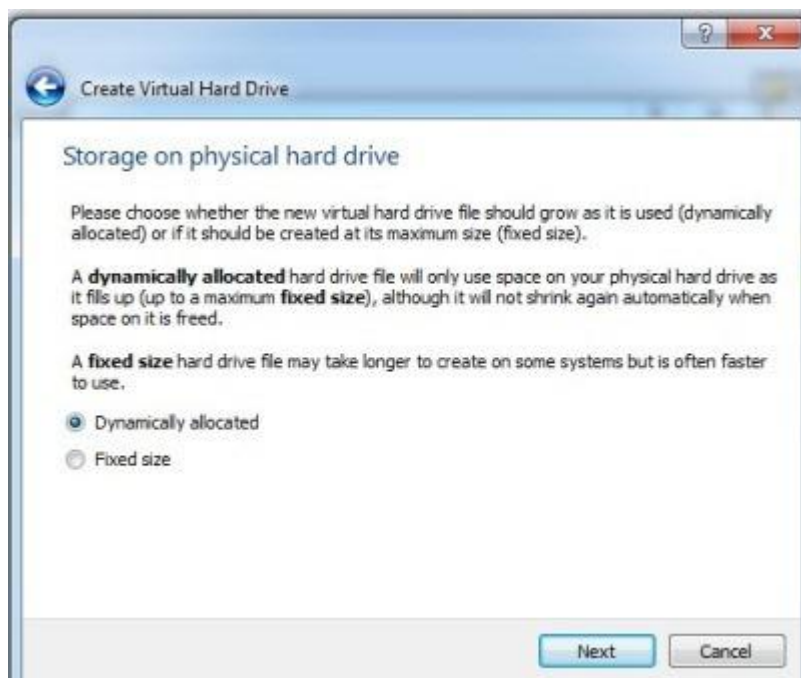 Create Virtual Hard Drive
Storage on physical hard drive
Please choose whether the new virtual hard drive file should grow as it is used (dynamically
allocated) or if it should be created at its maximum size (fixed size).
A dynamically allocated hard drive file will only use space on your physical hard drive as
it fills up (up to a maximum fixed size), although it will not shrink again automatically when
space on it is freed.
A fixed size hard drive file may take longer to create on some systems but is often faster
to use.
Dynamically allocated
Fixed size
Next Cancel